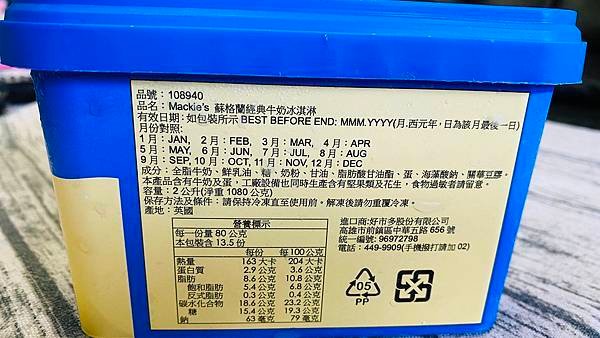 品號：108940
品名：Mackie's 蘇格蘭經典牛奶冰淇淋
有效日期：如包裝所示 BEST BEFORE END: MMM.YYYY(月.西元年，日為該月最後一日)
月份對照：
1月：JAN, 2月：FEB, 3月：MAR, 4月：APR
5月：MAY, 6月：JUN, 7月：JUL, 8月：AUG
9月：SEP, 10月：OCT, 11月：NOV, 12月：DEC
成分：全脂牛奶、鮮乳油、糖、奶粉、甘油、脂肪酸甘油酯、蛋、海藻酸鈉、關華豆膠。
本產品含有牛奶及蛋，工廠設備也同時生產含有堅果類及花生，食物過敏者請留意。
容量：2 公升(淨重 1080 公克)
保存方法及條件：請保持冷凍直至使用前。解凍後請勿重覆冷凍。
產地：英國
營養標示
每一份量 80 公克
本包裝含 13.5 份
每份 每 100公克
熱量 163 大卡 204 大卡
蛋白質 2.9 公克 3.6 公克
脂肪 8.6 公克 10.8 公克
飽和脂肪 5.4 公克 6.8 公克
反式脂肪 0.3 公克 0.4 公克
碳水化合物 18.6 公克 23.2 公克
糖 15.4 公克 19.3 公克
鈉 63 毫克 79 毫克
進口商：好市多股份有限公司
高雄市前鎮區中華五路 656 號
統一編號：96972798
電話：449-9909(手機撥打請加 02)
05
PP